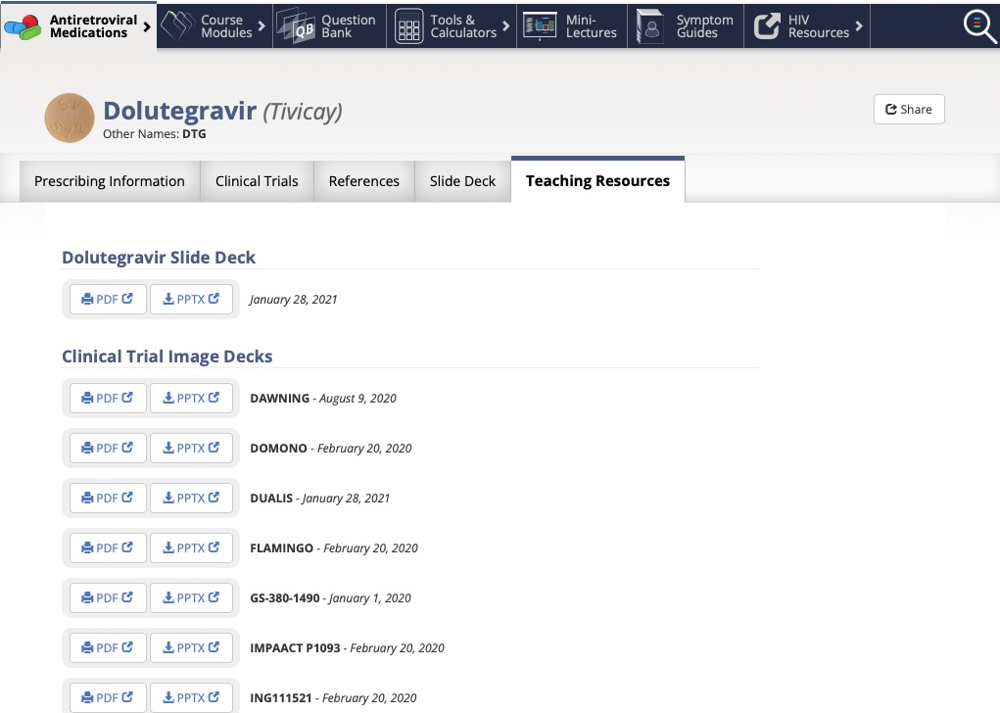 Antiretroviral
Medications
Course
Modules
QB
Question
Bank
Tools &
Calculators
Mini-
Lectures
Symptom
Guides
HIV
Resources
Dolutegravir (Tivicay)
Other Names: DTG
Share
Prescribing Information Clinical Trials References Slide Deck Teaching Resources
Dolutegravir Slide Deck
PDF PPTX January 28, 2021
Clinical Trial Image Decks
PDF PPTX DAWNING - August 9, 2020
PDF PPTX DOMONO - February 20, 2020
PDF PPTX DUALIS - January 28, 2021
PDF PPTX FLAMINGO - February 20, 2020
PDF PPTX GS-380-1490 - January 1, 2020
PDF PPTX IMPAACT P1093 - February 20, 2020
PDF PPTX ING111521 - February 20, 2020